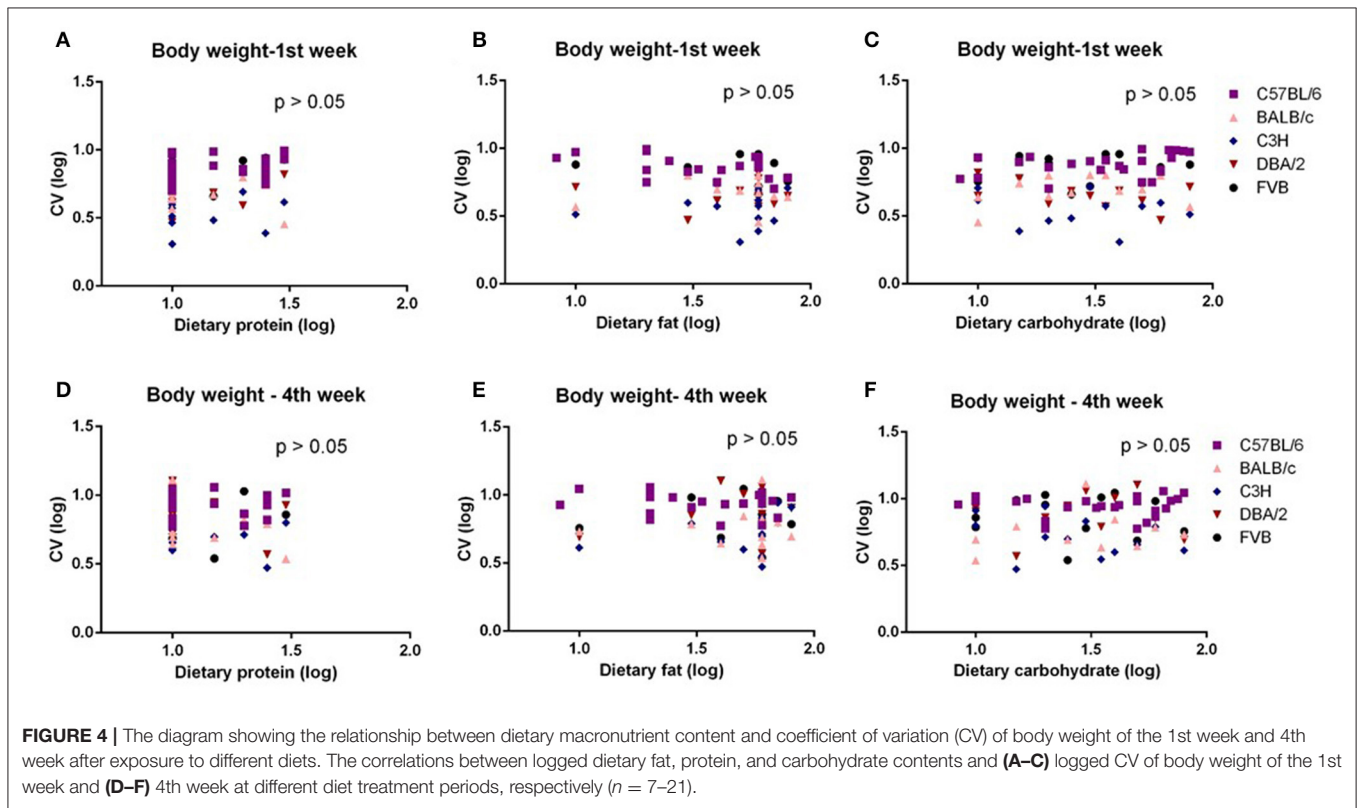 A
Body weight-1st week
p > 0.05
1.5
1.0
0.5
0.0
CV (log)
1.0 1.5 2.0
Dietary protein (log)
B
Body weight-1st week
p > 0.05
1.5
1.0
0.5
0.0
CV (log)
1.0 1.5 2.0
Dietary fat (log)
C
Body weight-1st week
p > 0.05
1.5
1.0
0.5
0.0
CV (log)
1.0 1.5 2.0
Dietary carbohydrate (log)
C57BL/6
BALB/c
C3H
DBA/2
FVB
D
Body weight - 4th week
p > 0.05
1.5
1.0
0.5
0.0
CV (log)
1.0 1.5 2.0
Dietary protein (log)
E
Body weight- 4th week
p > 0.05
1.5
1.0
0.5
0.0
CV (log)
1.0 1.5 2.0
Dietary fat (log)
F
Body weight - 4th week
p > 0.05
1.5
1.0
0.5
0.0
CV (log)
1.0 1.5 2.0
Dietary carbohydrate (log)
C57BL/6
BALB/c
C3H
DBA/2
FVB
FIGURE 4 | The diagram showing the relationship between dietary macronutrient content and coefficient of variation (CV) of body weight of the 1st week and 4th
week after exposure to different diets. The correlations between logged dietary fat, protein, and carbohydrate contents and (A–C) logged CV of body weight of the 1st
week and (D–F) 4th week at different diet treatment periods, respectively (n = 7–21).